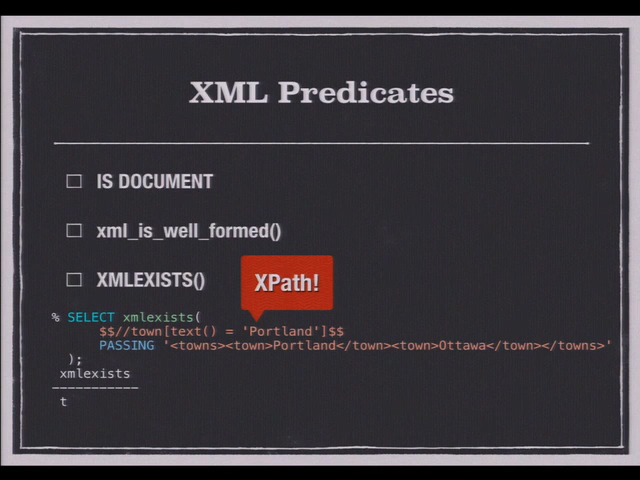 XML Predicates
IS DOCUMENT
xml_is_well_formed()
XMLEXISTS()
XPath!
% SELECT xmlexists(
$$//town[text() = 'Portland']$$
PASSING '<towns><town>Portland</town><town>Ottawa</town></towns>'
);
xmlexists
-----------
t